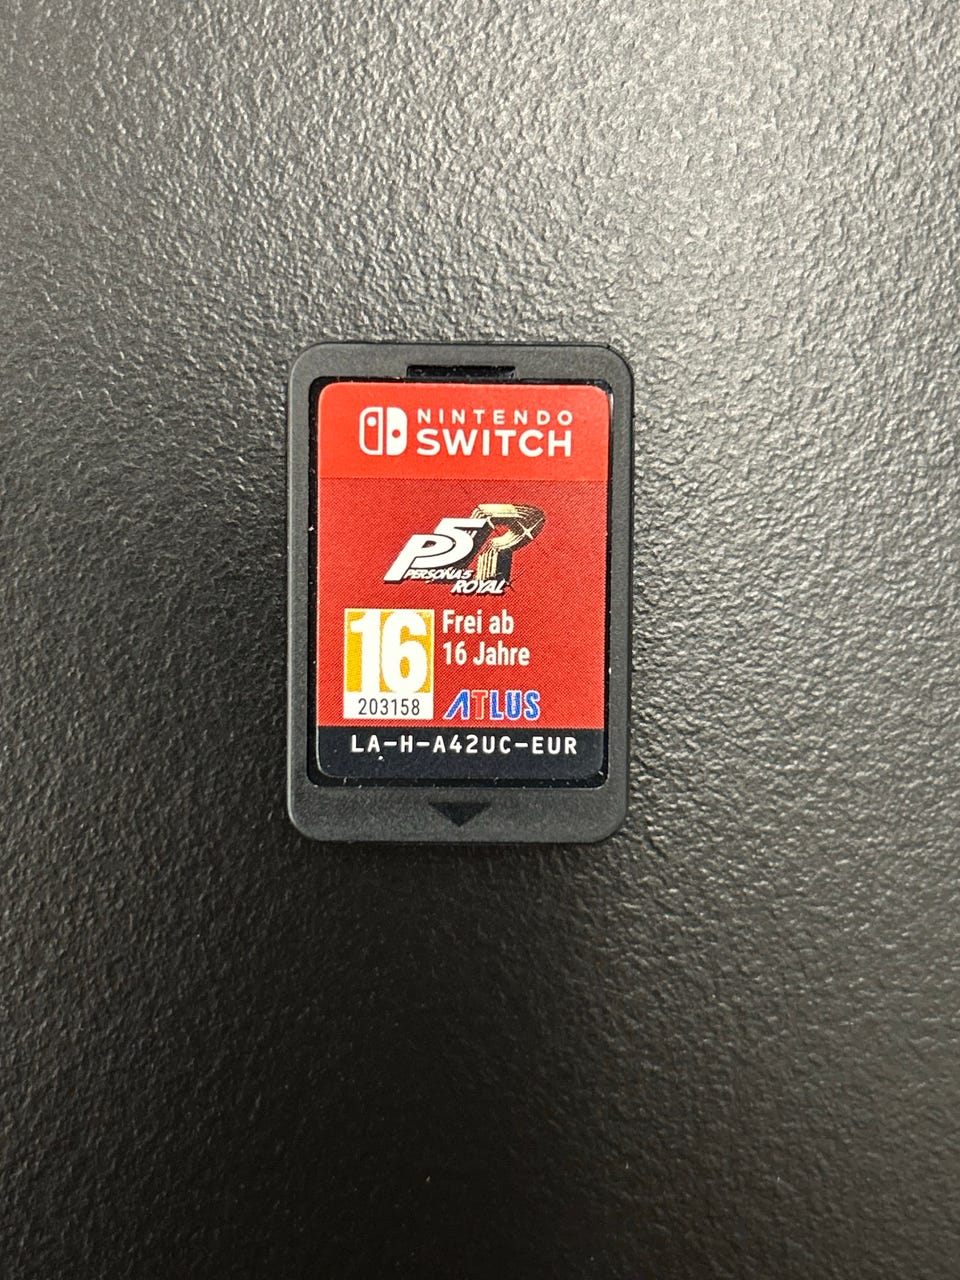 NINTENDO
SWITCH
P5R
PERSONA5
ROYAL
16
Frei ab
16 Jahre
203158
ATLUS
LA-H-A42UC-EUR